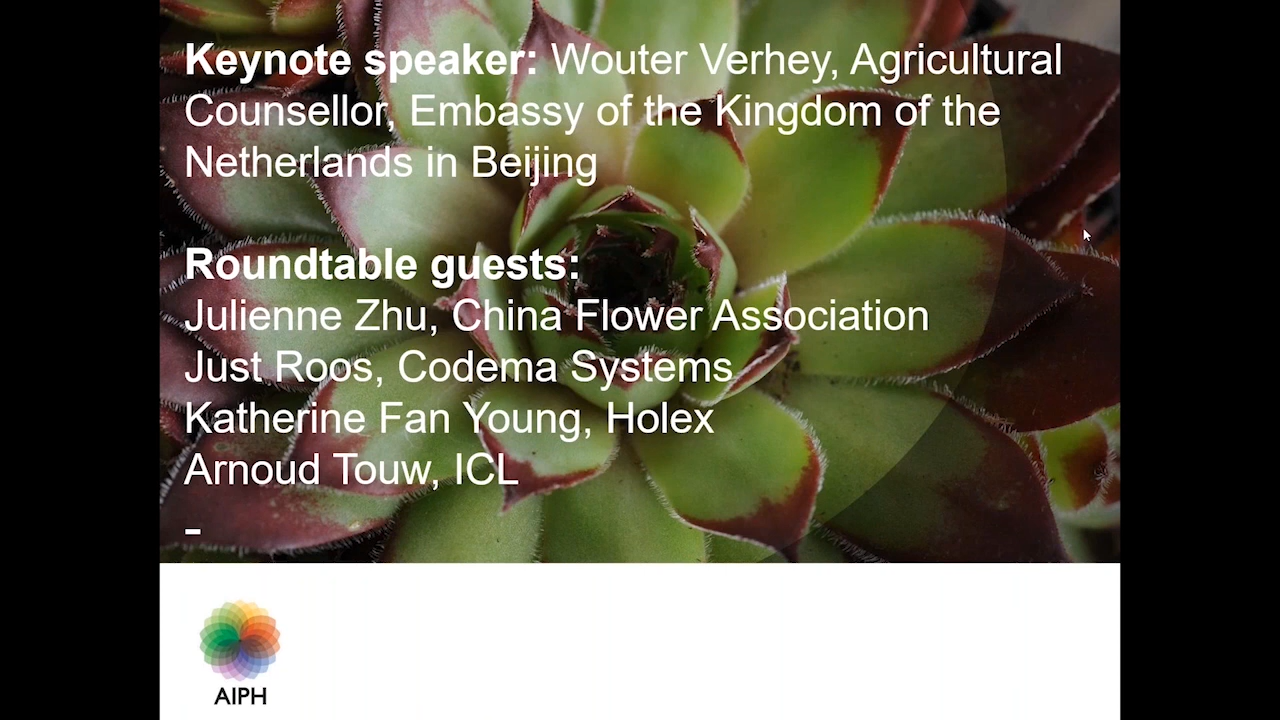 Keynote speaker: Wouter Verhey, Agricultural
Counsellor, Embassy of the Kingdom of the
Netherlands in Beijing
Roundtable guests:
Julienne Zhu, China Flower Association
Just Roos, Codema Systems
Katherine Fan Young, Holex
Arnoud Touw, ICL
-
AIPH